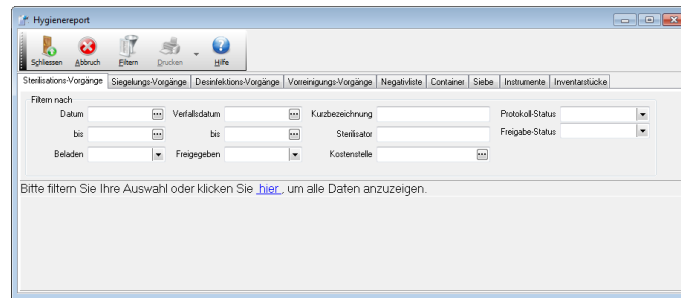 Hygienereport
Schliessen Abbruch Filtern Drucken Hilfe
Sterilisations-Vorgänge Siegelungs-Vorgänge Desinfektions-Vorgänge Vorreinigungs-Vorgänge Negativliste Container Siebe Instrumente Inventarstücke
Filtern nach
Datum ... Verfallsdatum ... Kurzbezeichnung Protokoll-Status
bis ... bis ... Sterilisator Freigabe-Status
Beladen Freigegeben Kostenstelle ...
Bitte filtern Sie Ihre Auswahl oder klicken Sie hier , um alle Daten anzuzeigen.